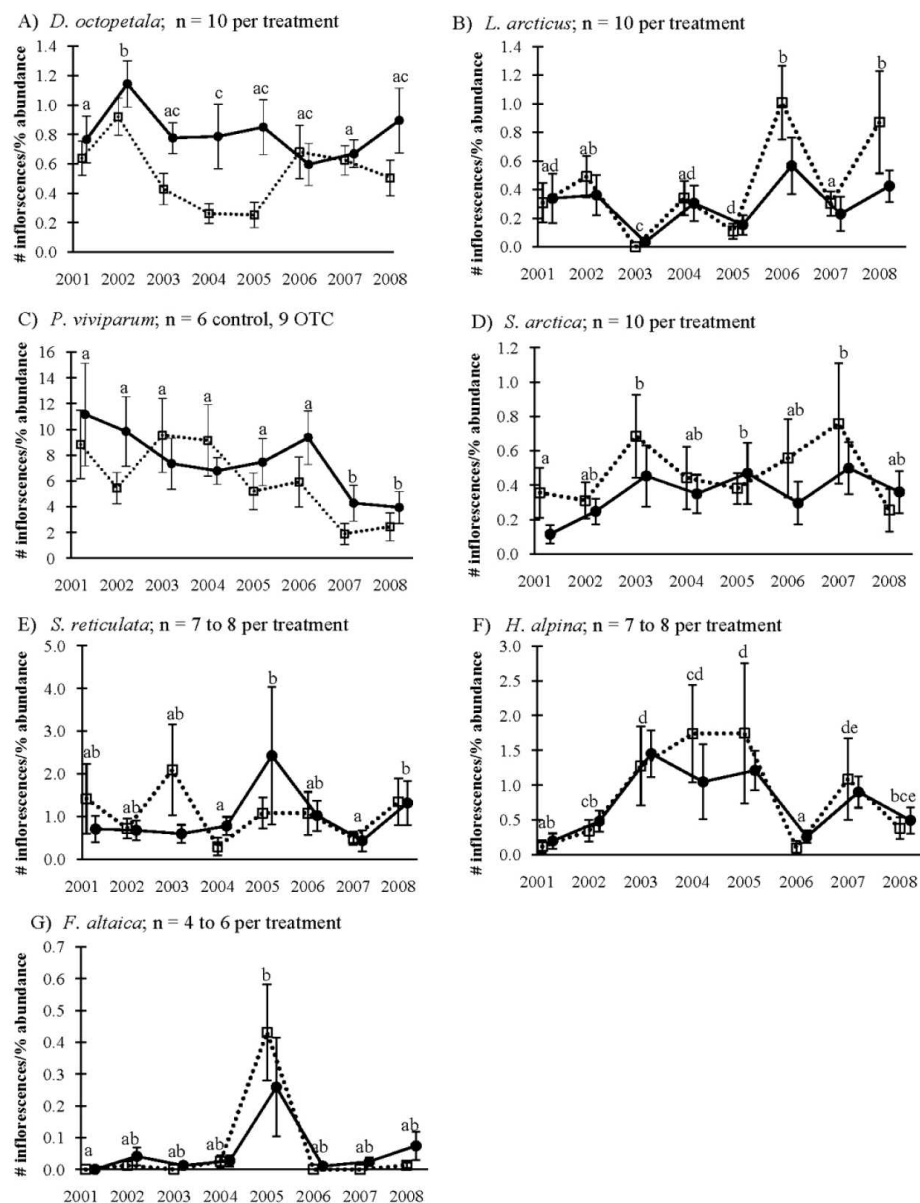 A) D. octopetala; n = 10 per treatment
# inflorescences/% abundance
1.4
1.2
1.0
0.8
0.6
0.4
0.2
0.0
a b ac c ac ac a ac
2001 2002 2003 2004 2005 2006 2007 2008
B) L. arcticus; n = 10 per treatment
# inflorescences/% abundance
1.4
1.2
1.0
0.8
0.6
0.4
0.2
0.0
ad ab c ad d b a b
2001 2002 2003 2004 2005 2006 2007 2008
C) P. viviparum; n = 6 control, 9 OTC
# inflorscences/% abundance
16
14
12
10
8
6
4
2
0
a a a a a a b b
2001 2002 2003 2004 2005 2006 2007 2008
D) S. arctica; n = 10 per treatment
# inflorescences/% abundance
1.2
1.0
0.8
0.6
0.4
0.2
0.0
a ab b ab b ab b ab
2001 2002 2003 2004 2005 2006 2007 2008
E) S. reticulata; n = 7 to 8 per treatment
# inflorescences/% abundance
5.0
4.0
3.0
2.0
1.0
0.0
ab ab ab a b ab a b
2001 2002 2003 2004 2005 2006 2007 2008
F) H. alpina; n = 7 to 8 per treatment
# inflorescences/% abundance
3.0
2.5
2.0
1.5
1.0
0.5
0.0
ab cb d cd d a de bce
2001 2002 2003 2004 2005 2006 2007 2008
G) F. altaica; n = 4 to 6 per treatment
# inflorescences/% abundance
0.7
0.6
0.5
0.4
0.3
0.2
0.1
0.0
a ab ab ab b ab ab ab
2001 2002 2003 2004 2005 2006 2007 2008